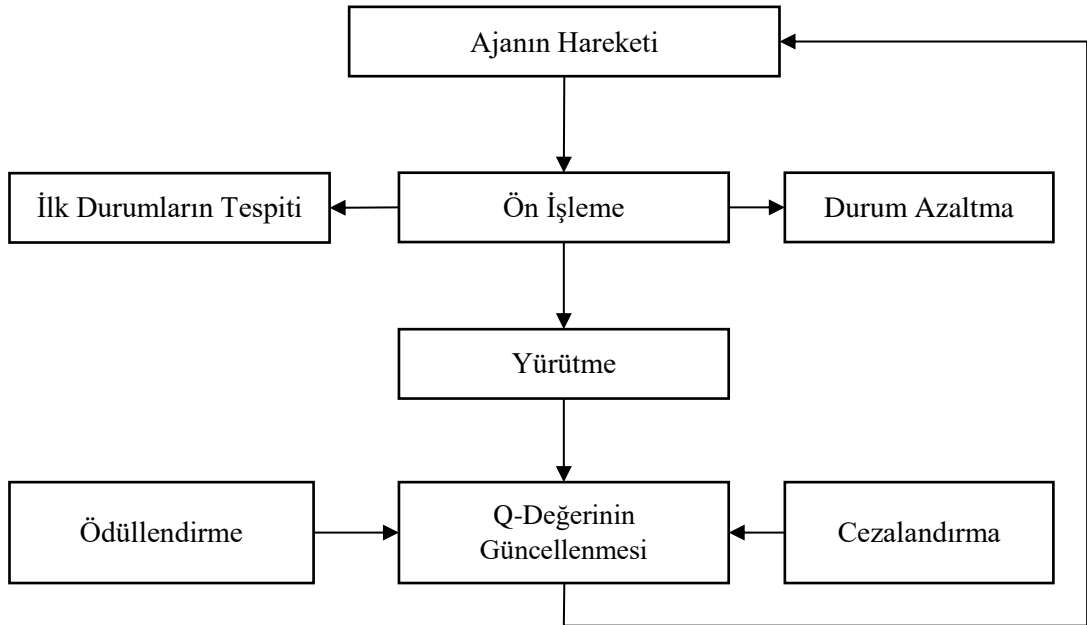 Ajanın Hareketi
İlk Durumların Tespiti
Ön İşleme
Durum Azaltma
Yürütme
Ödüllendirme
Q-Değerinin
Güncellenmesi
Cezalandırma